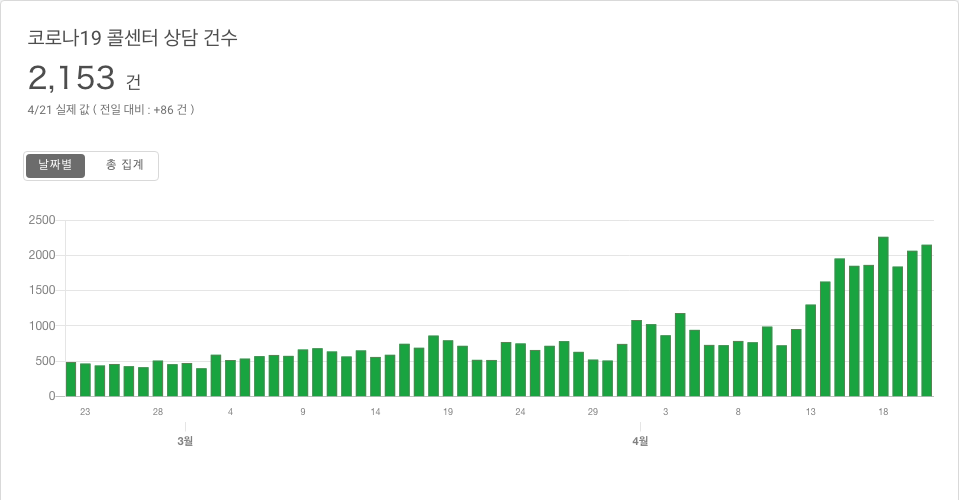 코로나19 콜센터 상담 건수
2,153 건
4/21 실제 값 ( 전일 대비 : +86 건 )
날짜별 총 집계
2500
2000
1500
1000
500
0
23 28 4 9 14 19 24 29 3 8 13 18
3월 4월